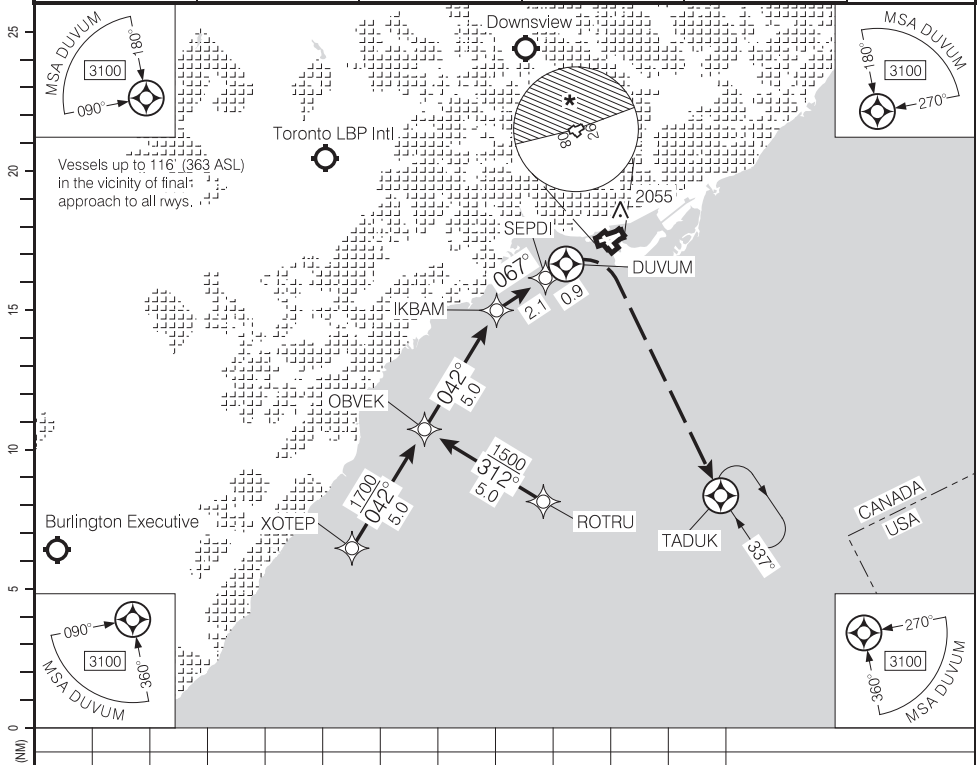 25
20
15
10
5
0
(NM)
MSA DUVUM
180°
3100
090°
Downsview
MSA DUVUM
180°
3100
270°
Toronto LBP Intl
Vessels up to 116' (363 ASL)
in the vicinity of final
approach to all rwys.
*
08
26
2055
SEPDI
DUVUM
067°
2.1
0.9
IKBAM
042°
5.0
OBVEK
1700
042°
5.0
1500
312°
5.0
XOTEP
ROTRU
Burlington Executive
TADUK
337°
CANADA
USA
090°
3100
360°
MSA DUVUM
270°
3100
360°
MSA DUVUM